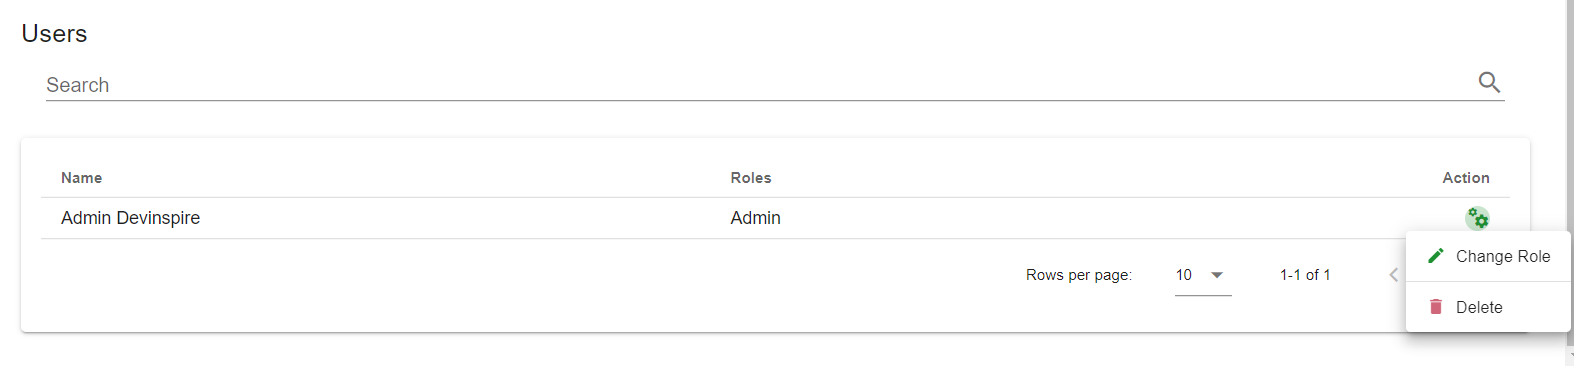 Users
Search
Name Roles Action
Admin Devinspire Admin
Change Role
Rows per page: 10 1-1 of 1
Delete